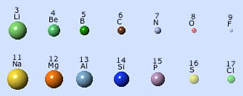 3 4 5 6 7 8 9
Li Be B C N O F
11 12 13 14 15 16 17
Na Mg Al Si P S Cl